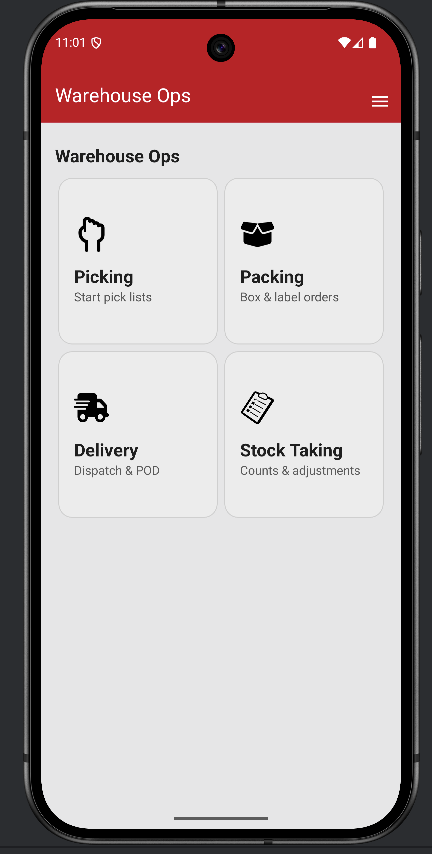 11:01
Warehouse Ops
Warehouse Ops
Picking
Start pick lists
Packing
Box & label orders
Delivery
Dispatch & POD
Stock Taking
Counts & adjustments